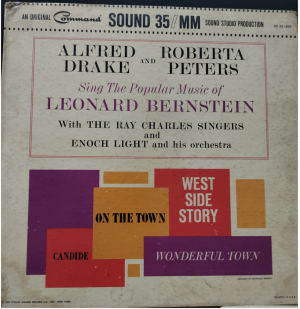 AN ORIGINAL Command SOUND 35//MM SOUND STUDIO PRODUCTION
ALFRED DRAKE AND ROBERTA PETERS
Sing The Popular Music of
LEONARD BERNSTEIN
With THE RAY CHARLES SINGERS
and
ENOCH LIGHT and his orchestra
WEST
SIDE
STORY
ON THE TOWN
CANDIDE
WONDERFUL TOWN